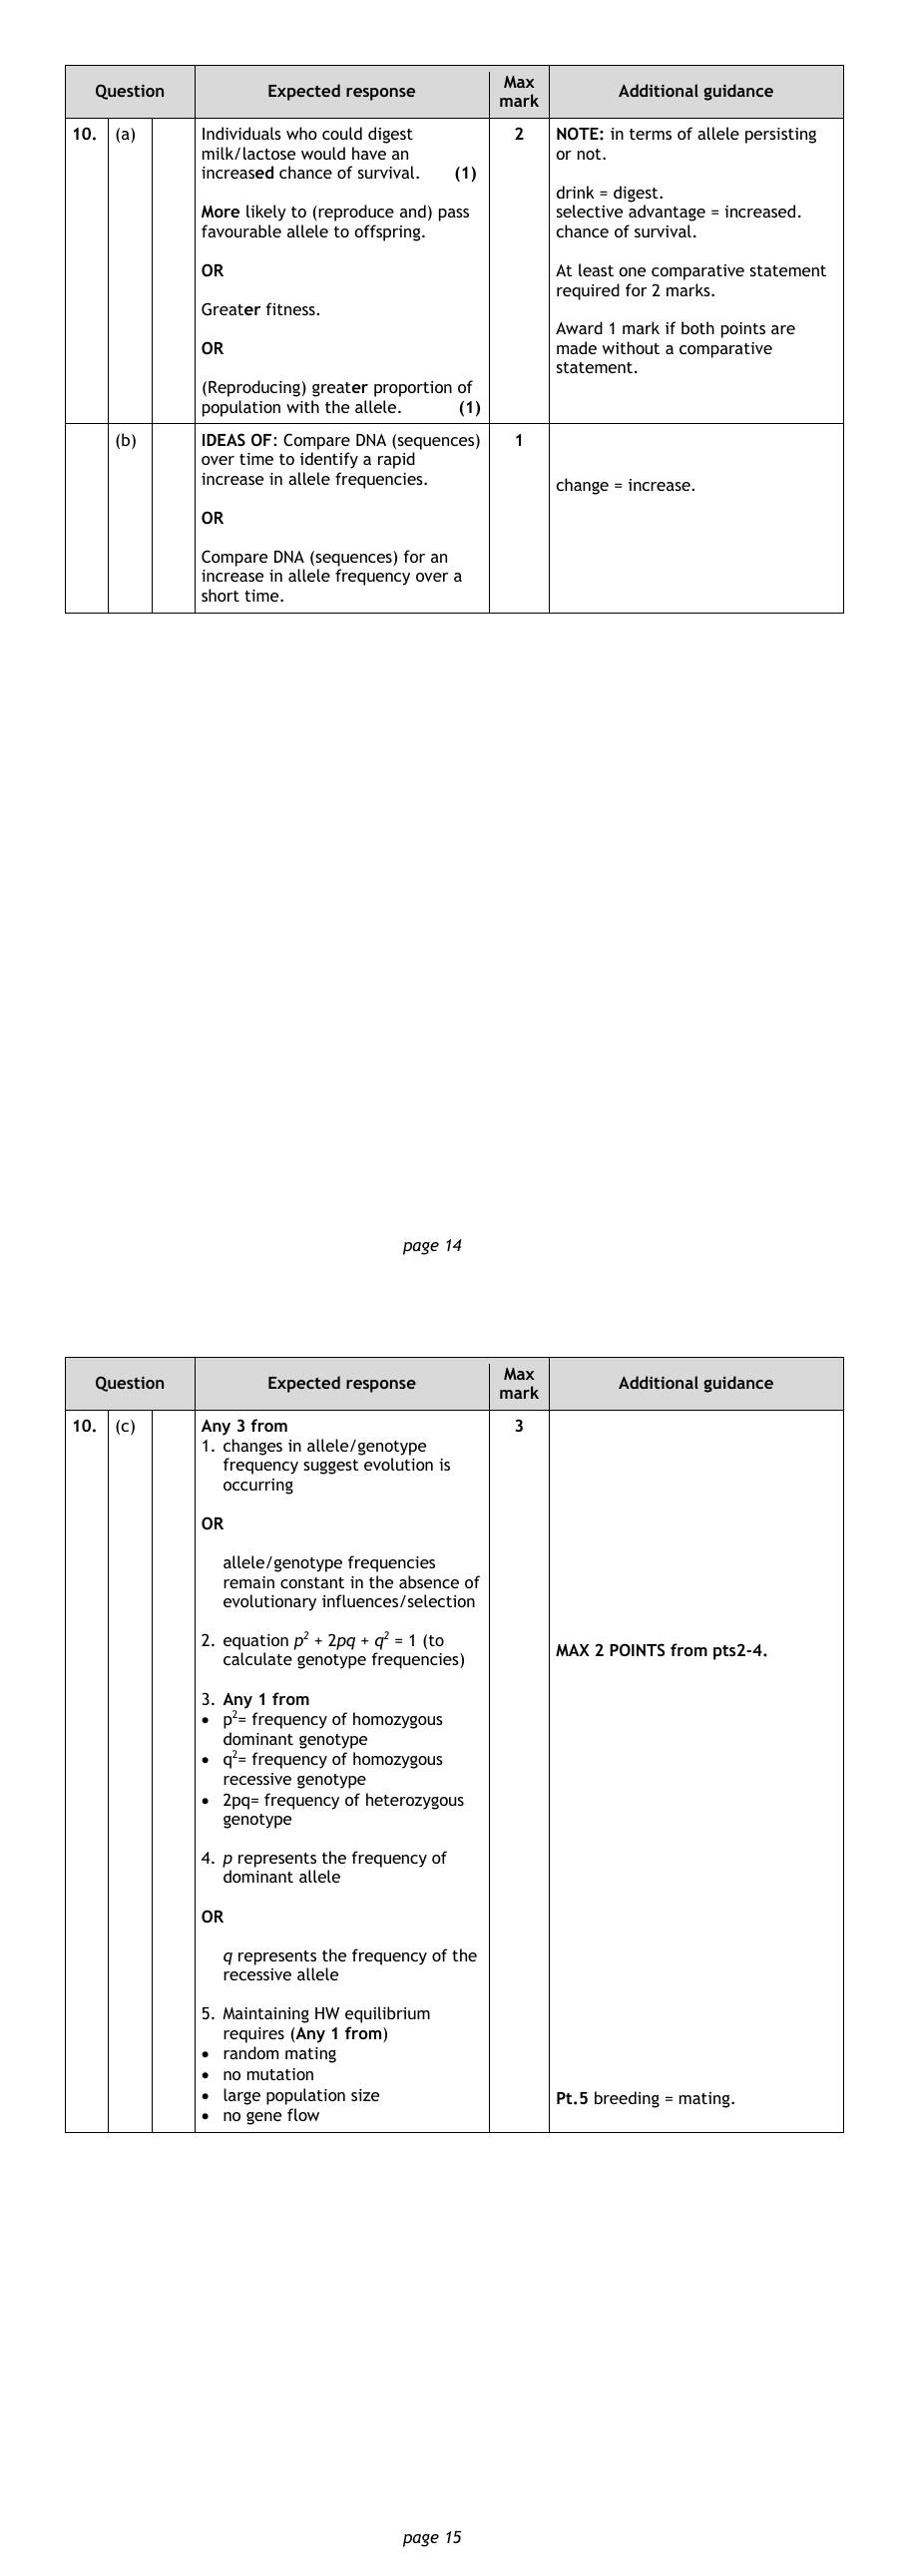 Question Expected response Max mark Additional guidance
10. (a) Individuals who could digest
milk/lactose would have an
increased chance of survival. (1)
More likely to (reproduce and) pass
favourable allele to offspring.
OR
Greater fitness.
OR
(Reproducing) greater proportion of
population with the allele. (1)
2
NOTE: in terms of allele persisting
or not.
drink = digest.
selective advantage = increased.
chance of survival.
At least one comparative statement
required for 2 marks.
Award 1 mark if both points are
made without a comparative
statement.
(b) IDEAS OF: Compare DNA (sequences)
over time to identify a rapid
increase in allele frequencies.
OR
Compare DNA (sequences) for an
increase in allele frequency over a
short time.
1
change = increase.
page 14
Question Expected response Max mark Additional guidance
10. (c) Any 3 from
1. changes in allele/genotype
frequency suggest evolution is
occurring
OR
allele/genotype frequencies
remain constant in the absence of
evolutionary influences/selection
2. equation p² + 2pq + q² = 1 (to
calculate genotype frequencies)
3. Any 1 from
• p²= frequency of homozygous
dominant genotype
• q²= frequency of homozygous
recessive genotype
• 2pq= frequency of heterozygous
genotype
4. p represents the frequency of
dominant allele
OR
q represents the frequency of the
recessive allele
5. Maintaining HW equilibrium
requires (Any 1 from)
• random mating
• no mutation
• large population size
• no gene flow
3
MAX 2 POINTS from pts2-4.
Pt.5 breeding = mating.
page 15